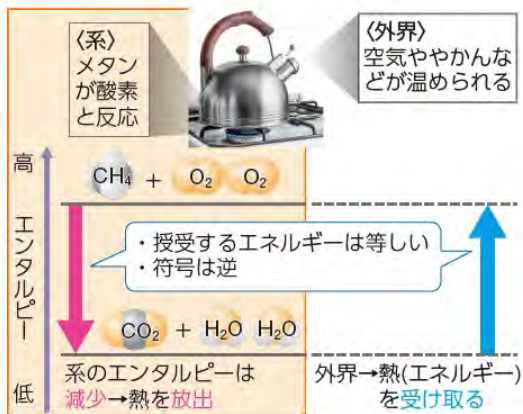 〈系〉
メタン
が酸素
と反応
〈外界〉
空気ややかんな
どが温められる
高
エンタルピー
低
CH₄ + O₂ O₂
・授受するエネルギーは等しい
・符号は逆
CO₂ + H₂O H₂O
系のエンタルピーは
減少→熱を放出
外界→熱(エネルギー)
を受け取る